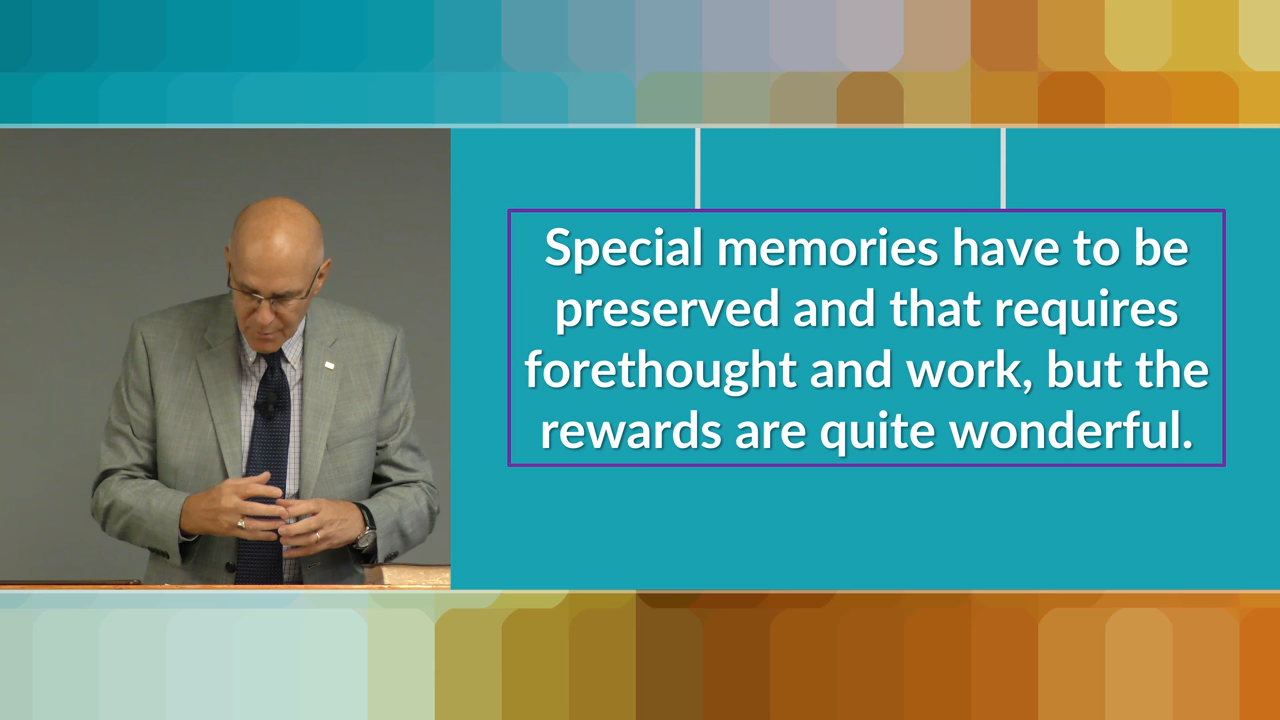 Special memories have to be
preserved and that requires
forethought and work, but the
rewards are quite wonderful.